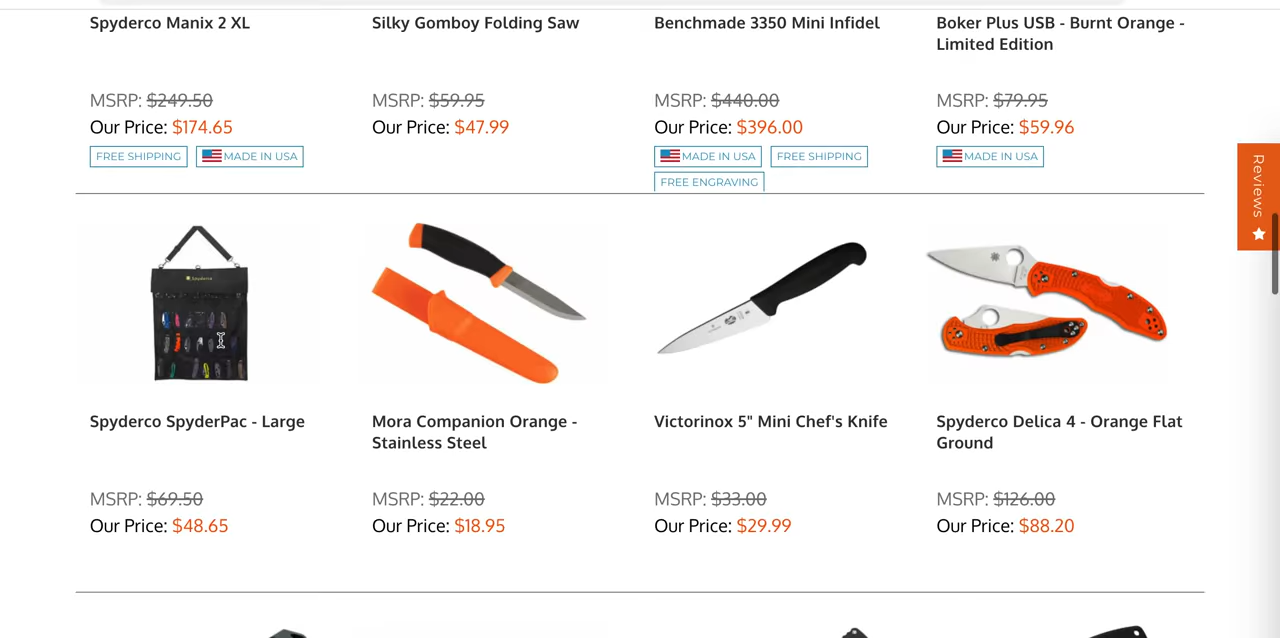 Spyderco Manix 2 XL
Silky Gomboy Folding Saw
Benchmade 3350 Mini Infidel
Boker Plus USB - Burnt Orange -
Limited Edition
MSRP: $249.50
MSRP: $59.95
MSRP: $440.00
MSRP: $79.95
Our Price: $174.65
Our Price: $47.99
Our Price: $396.00
Our Price: $59.96
FREE SHIPPING
MADE IN USA
MADE IN USA
FREE SHIPPING
MADE IN USA
FREE ENGRAVING
Reviews
Spyderco
Spyderco SpyderPac - Large
Mora Companion Orange -
Stainless Steel
Victorinox 5" Mini Chef's Knife
Spyderco Delica 4 - Orange Flat
Ground
MSRP: $69.50
MSRP: $22.00
MSRP: $33.00
MSRP: $126.00
Our Price: $48.65
Our Price: $18.95
Our Price: $29.99
Our Price: $88.20